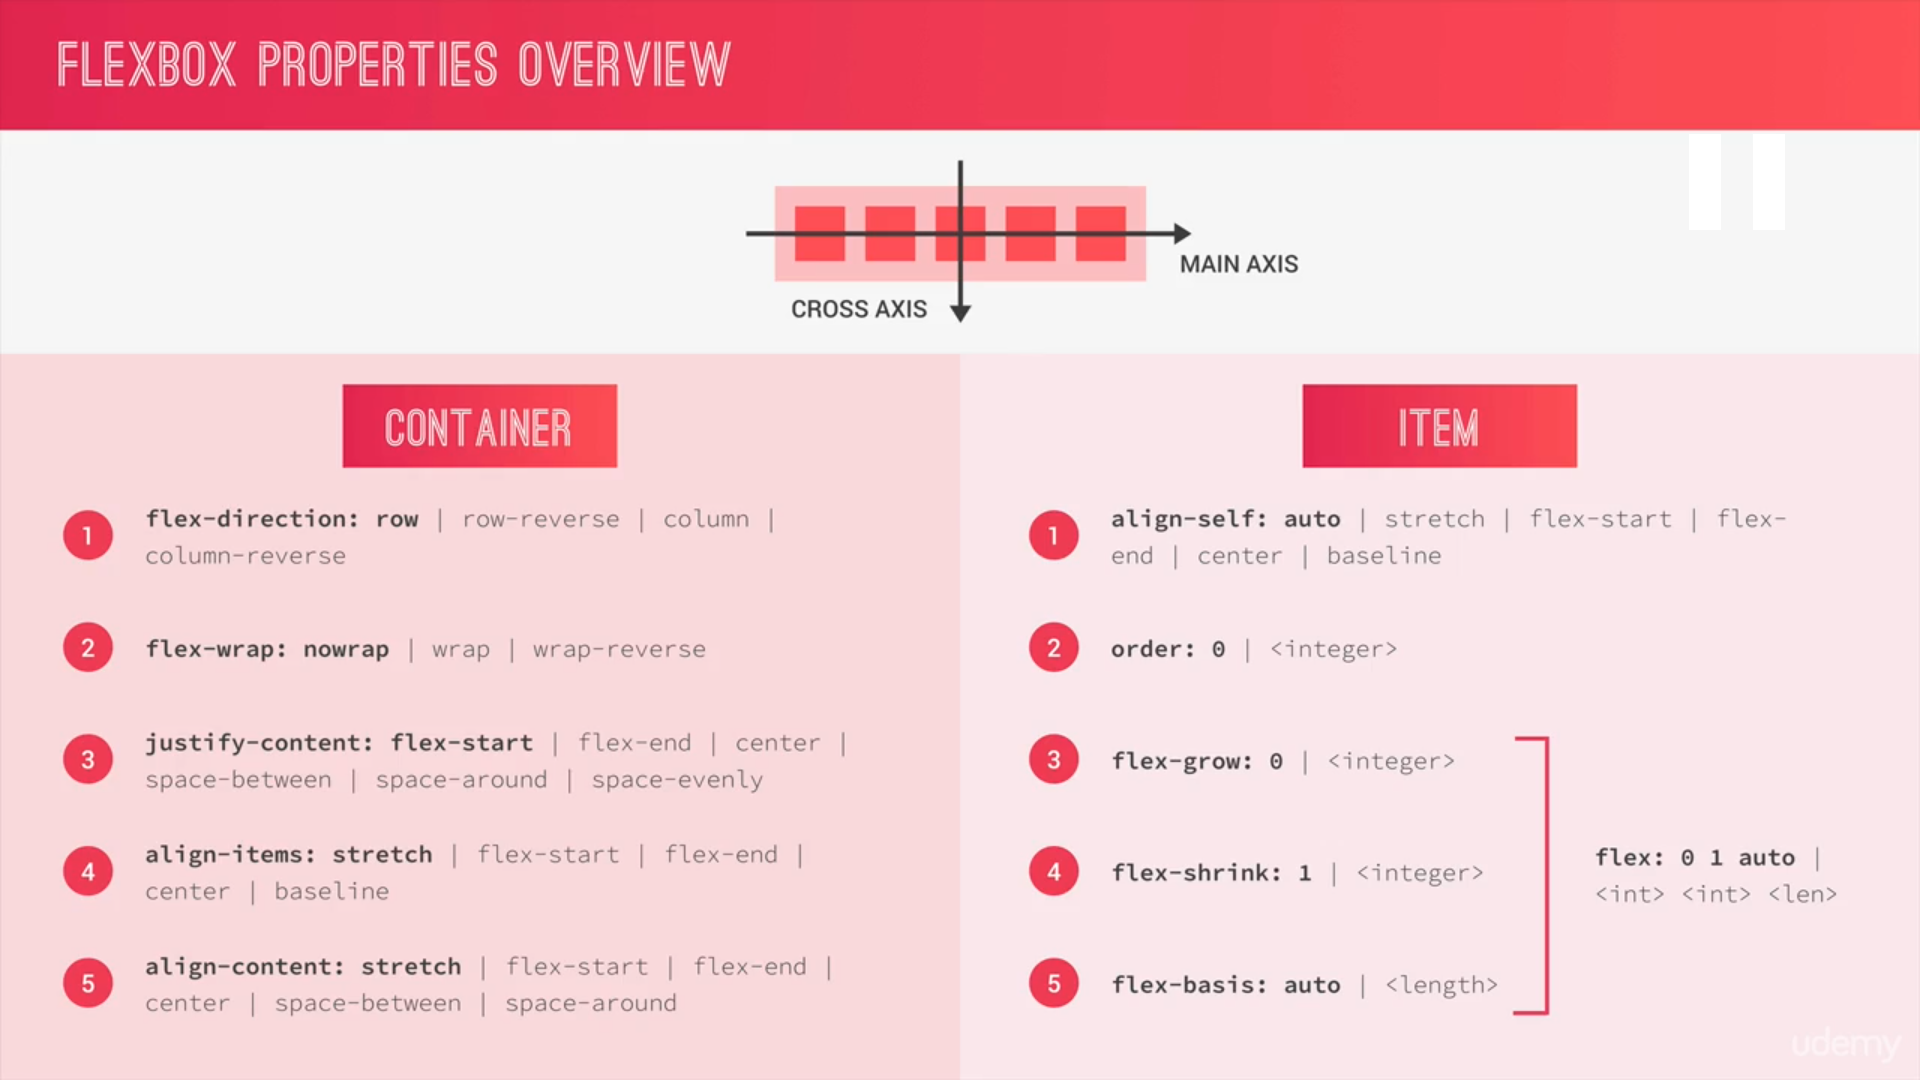 FLEXBOX PROPERTIES OVERVIEW
MAIN AXIS
CROSS AXIS
CONTAINER
1
flex-direction: row | row-reverse | column |
column-reverse
2
flex-wrap: nowrap | wrap | wrap-reverse
3
justify-content: flex-start | flex-end | center |
space-between | space-around | space-evenly
4
align-items: stretch | flex-start | flex-end |
center | baseline
5
align-content: stretch | flex-start | flex-end |
center | space-between | space-around
ITEM
1
align-self: auto | stretch | flex-start | flex-
end | center | baseline
2
order: 0 | <integer>
3
flex-grow: 0 | <integer>
4
flex-shrink: 1 | <integer>
5
flex-basis: auto | <length>
flex: 0 1 auto |
<int> <int> <len>
udemy